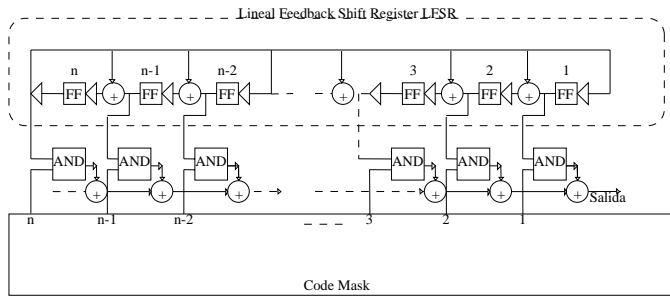 Lineal Feedback Shift Register LFSR
n n-1 n-2 3 2 1
FF + FF + FF + FF + FF + FF
AND AND AND AND AND AND
+ + + + + +
Salida
n n-1 n-2 3 2 1
Code Mask